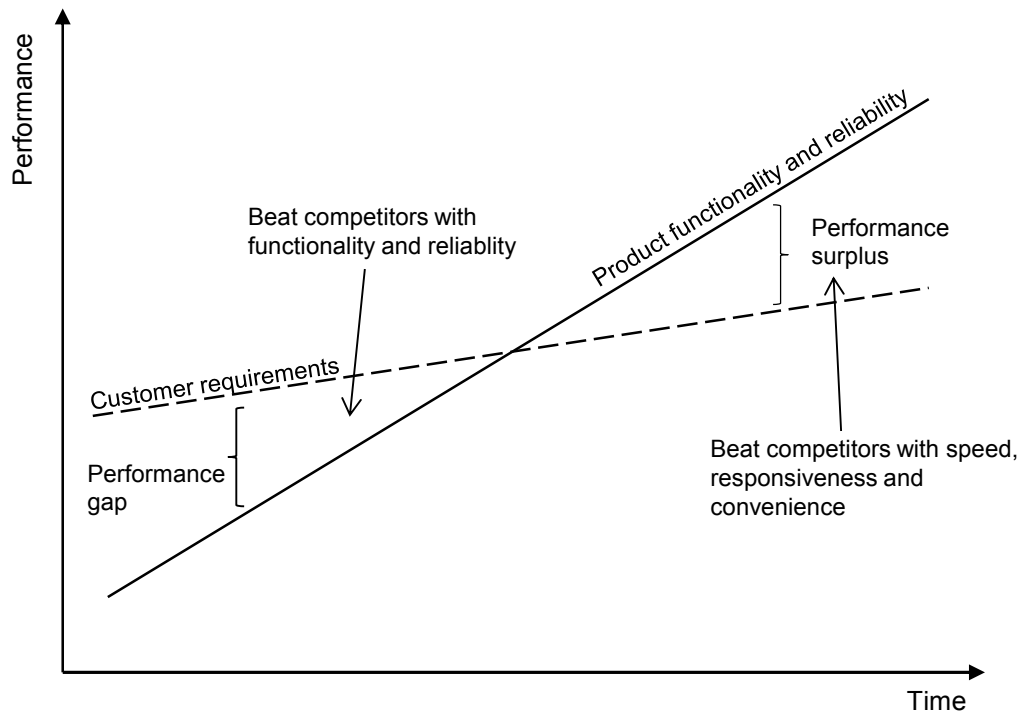 Performance
Product functionality and reliability
Beat competitors with
functionality and reliablity
Performance
surplus
Customer requirements
Performance
gap
Beat competitors with speed,
responsiveness and
convenience
Time